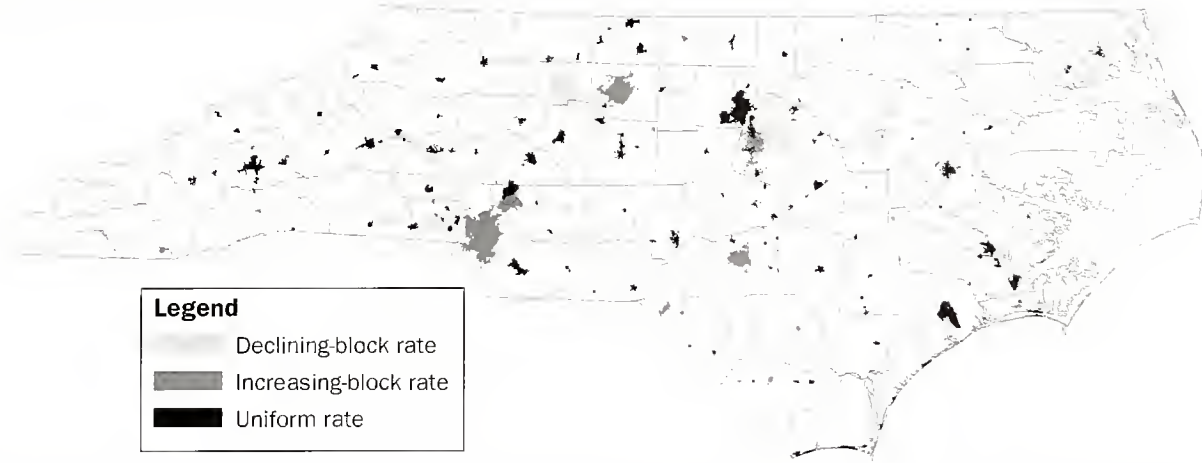 Legend
Declining-block rate
Increasing-block rate
Uniform rate